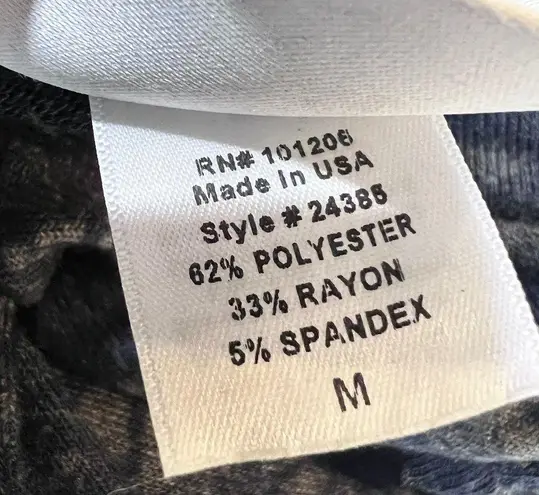 RN# 101206
Made In USA
Style # 24385
62% POLYESTER
33% RAYON
5% SPANDEX
M